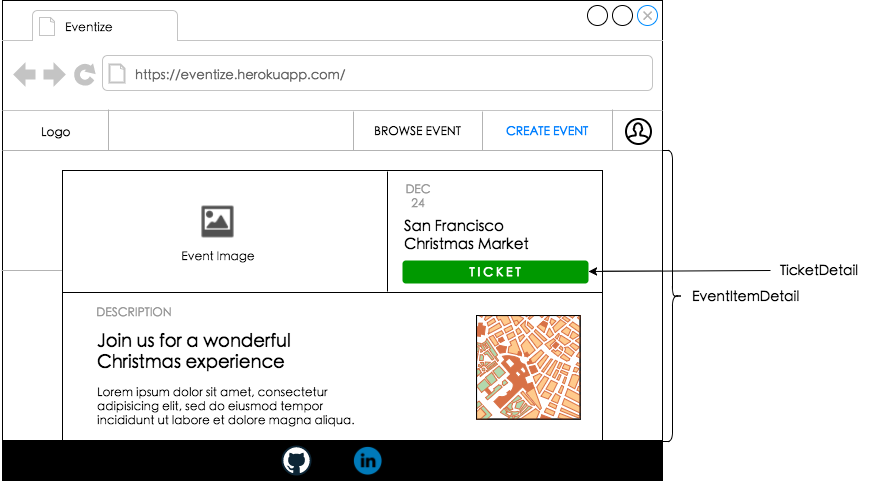 Eventize
https://eventize.herokuapp.com/
Logo
BROWSE EVENT
CREATE EVENT
DEC
24
San Francisco
Christmas Market
Event Image
TICKET
TicketDetail
EventItemDetail
DESCRIPTION
Join us for a wonderful
Christmas experience
Lorem ipsum dolor sit amet, consectetur
adipisicing elit, sed do eiusmod tempor
incididunt ut labore et dolore magna aliqua.
in